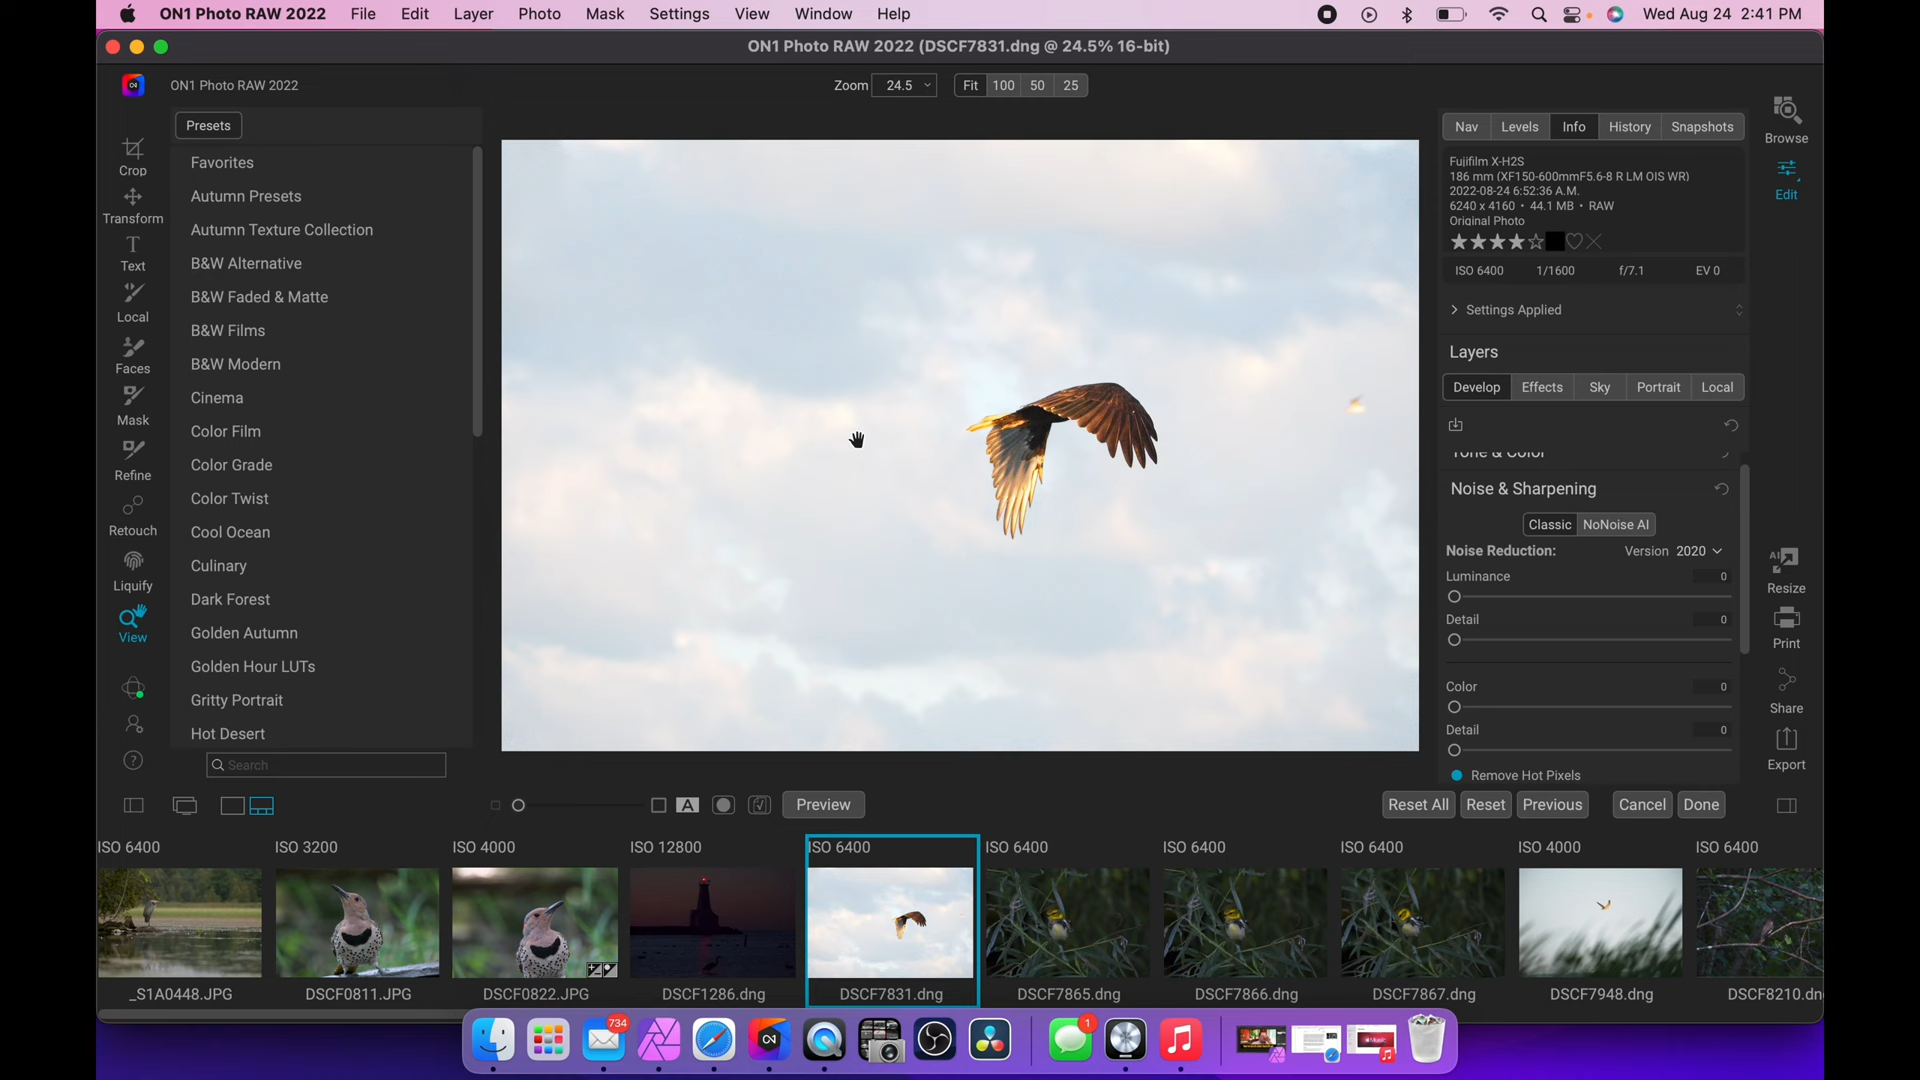 ON1 Photo RAW 2022 File Edit Layer Photo Mask Settings View Window Help Wed Aug 24 2:41 PM
ON1 Photo RAW 2022 (DSCF7831.dng @ 24.5% 16-bit)
ON1 Photo RAW 2022
Zoom 24.5 Fit 100 50 25
Presets
Favorites
Autumn Presets
Autumn Texture Collection
B&W Alternative
B&W Faded & Matte
B&W Films
B&W Modern
Cinema
Color Film
Color Grade
Color Twist
Cool Ocean
Culinary
Dark Forest
Golden Autumn
Golden Hour LUTs
Gritty Portrait
Hot Desert
Search
Crop
Transform
Text
Local
Faces
Mask
Refine
Retouch
Liquify
View
Nav Levels Info History Snapshots
Fujifilm X-H2S
186 mm (XF150-600mmF5.6-8 R LM OIS WR)
2022-08-24 6:52:36 A.M.
6240 x 4160 • 44.1 MB • RAW
Original Photo
ISO 6400 1/1600 f/7.1 EV 0
Settings Applied
Layers
Develop Effects Sky Portrait Local
Tone & Color
Noise & Sharpening
Classic NoNoise AI
Noise Reduction: Version 2020
Luminance 0
Detail 0
Color 0
Detail 0
Remove Hot Pixels
Browse
Edit
AI
Resize
Print
Share
Export
A Preview Reset All Reset Previous Cancel Done
ISO 6400 ISO 3200 ISO 4000 ISO 12800 ISO 6400 ISO 6400 ISO 6400 ISO 6400 ISO 4000 ISO 6400
_S1A0448.JPG DSCF0811.JPG DSCF0822.JPG DSCF1286.dng DSCF7831.dng DSCF7865.dng DSCF7866.dng DSCF7867.dng DSCF7948.dng DSCF8210.dn
734 1
Music